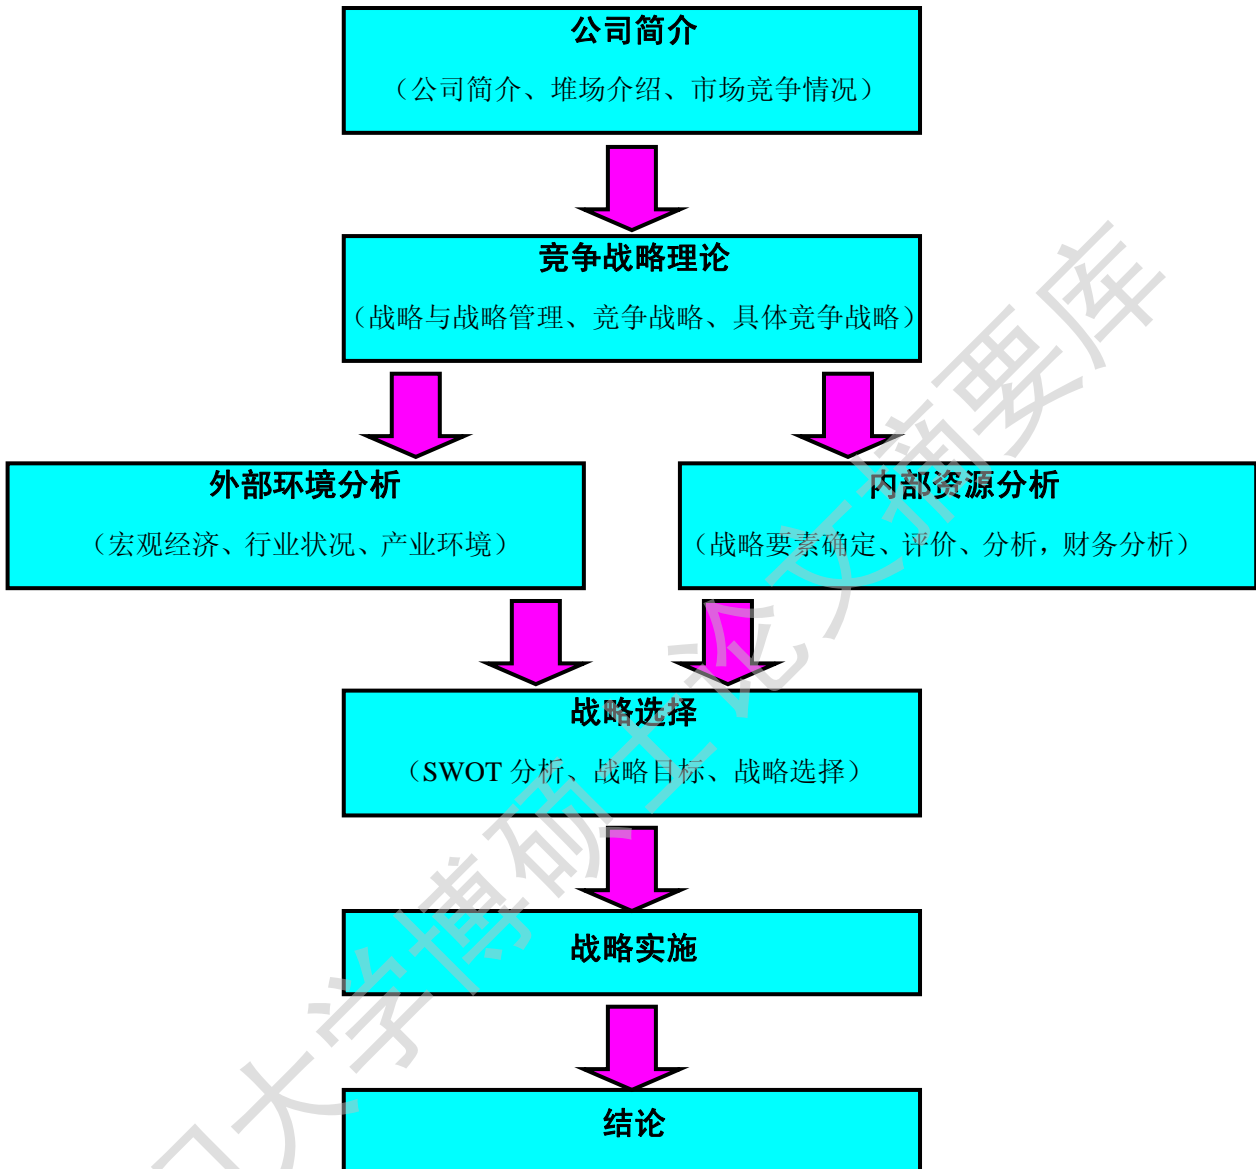 公司简介
（公司简介、堆场介绍、市场竞争情况）
竞争战略理论
（战略与战略管理、竞争战略、具体竞争战略）
外部环境分析
（宏观经济、行业状况、产业环境）
内部资源分析
（战略要素确定、评价、分析，财务分析）
战略选择
（SWOT 分析、战略目标、战略选择）
战略实施
结论
大学博硕士论文摘要库